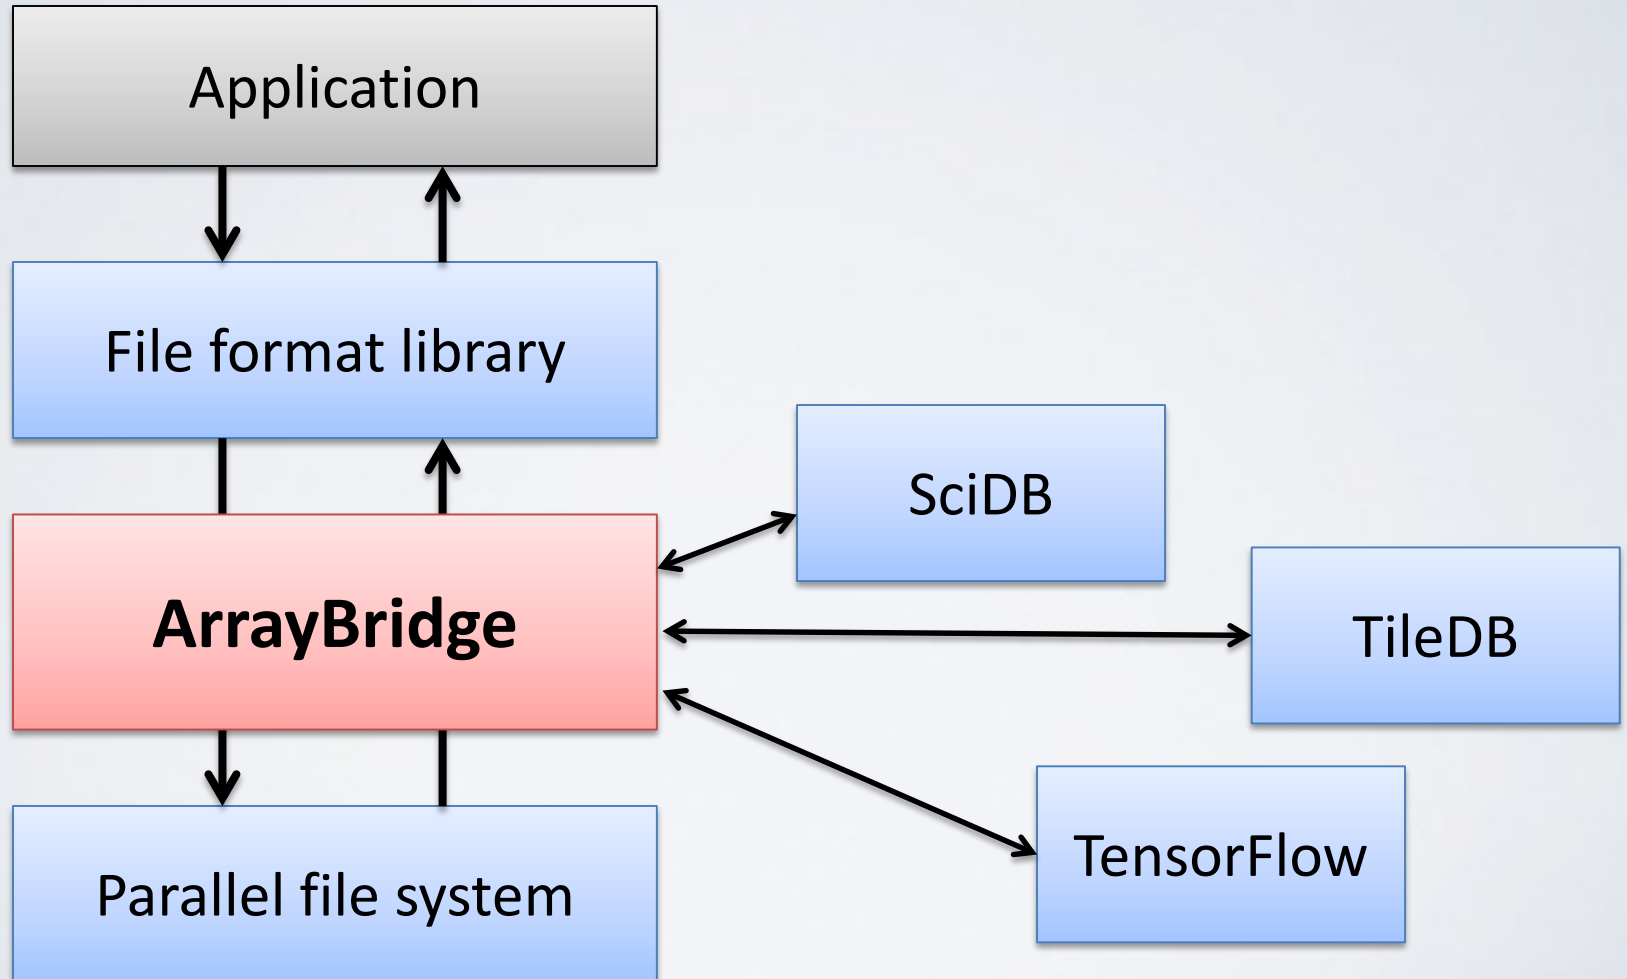 Application
File format library
SciDB
ArrayBridge
TileDB
TensorFlow
Parallel file system